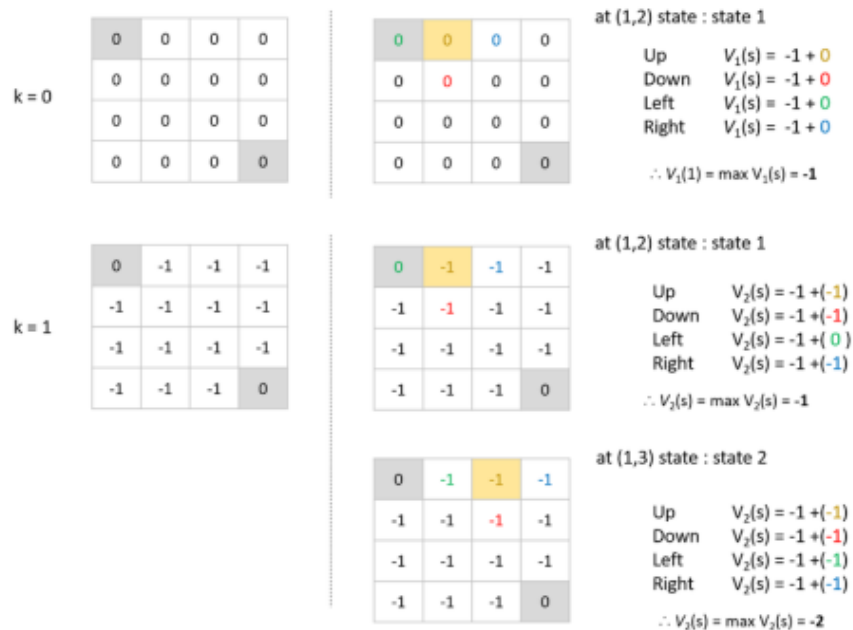 k = 0
0 0 0 0
0 0 0 0
0 0 0 0
0 0 0 0
0 0 0 0
0 0 0 0
0 0 0 0
0 0 0 0
at (1,2) state : state 1
Up V₁(s) = -1 + 0
Down V₁(s) = -1 + 0
Left V₁(s) = -1 + 0
Right V₁(s) = -1 + 0
∴ V₁(1) = max V₁(s) = -1
k = 1
0 -1 -1 -1
-1 -1 -1 -1
-1 -1 -1 -1
-1 -1 -1 0
0 -1 -1 -1
-1 -1 -1 -1
-1 -1 -1 -1
-1 -1 -1 0
at (1,2) state : state 1
Up V₂(s) = -1 +(-1)
Down V₂(s) = -1 +(-1)
Left V₂(s) = -1 +( 0 )
Right V₂(s) = -1 +(-1)
∴ V₂(s) = max V₂(s) = -1
0 -1 -1 -1
-1 -1 -1 -1
-1 -1 -1 -1
-1 -1 -1 0
at (1,3) state : state 2
Up V₂(s) = -1 +(-1)
Down V₂(s) = -1 +(-1)
Left V₂(s) = -1 +(-1)
Right V₂(s) = -1 +(-1)
∴ V₂(s) = max V₂(s) = -2